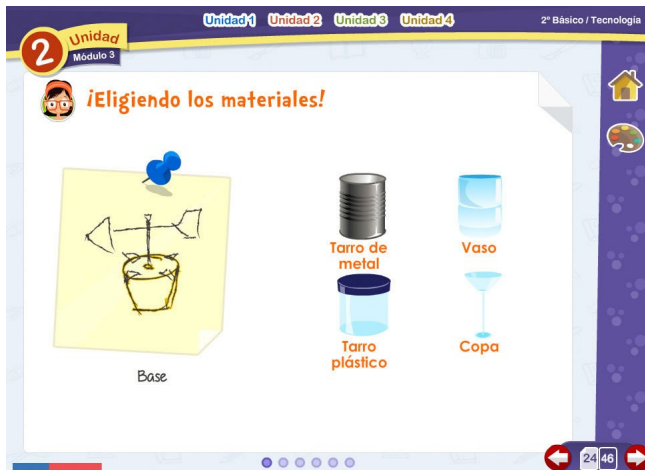 Unidad 1 Unidad 2 Unidad 3 Unidad 4
2º Básico / Tecnología
2 Unidad
Módulo 3
¡Eligiendo los materiales!
Tarro de
metal
Vaso
Tarro
plástico
Copa
Base
24 46